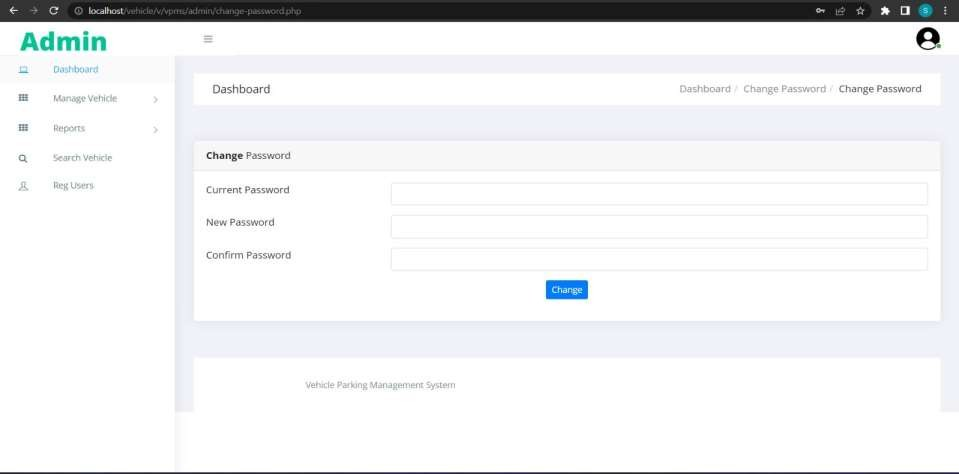 localhost/vehicle/v/vpms/admin/change-password.php
S
Admin
Dashboard
Manage Vehicle
Reports
Search Vehicle
Reg Users
Dashboard
Dashboard / Change Password / Change Password
Change Password
Current Password
New Password
Confirm Password
Change
Vehicle Parking Management System